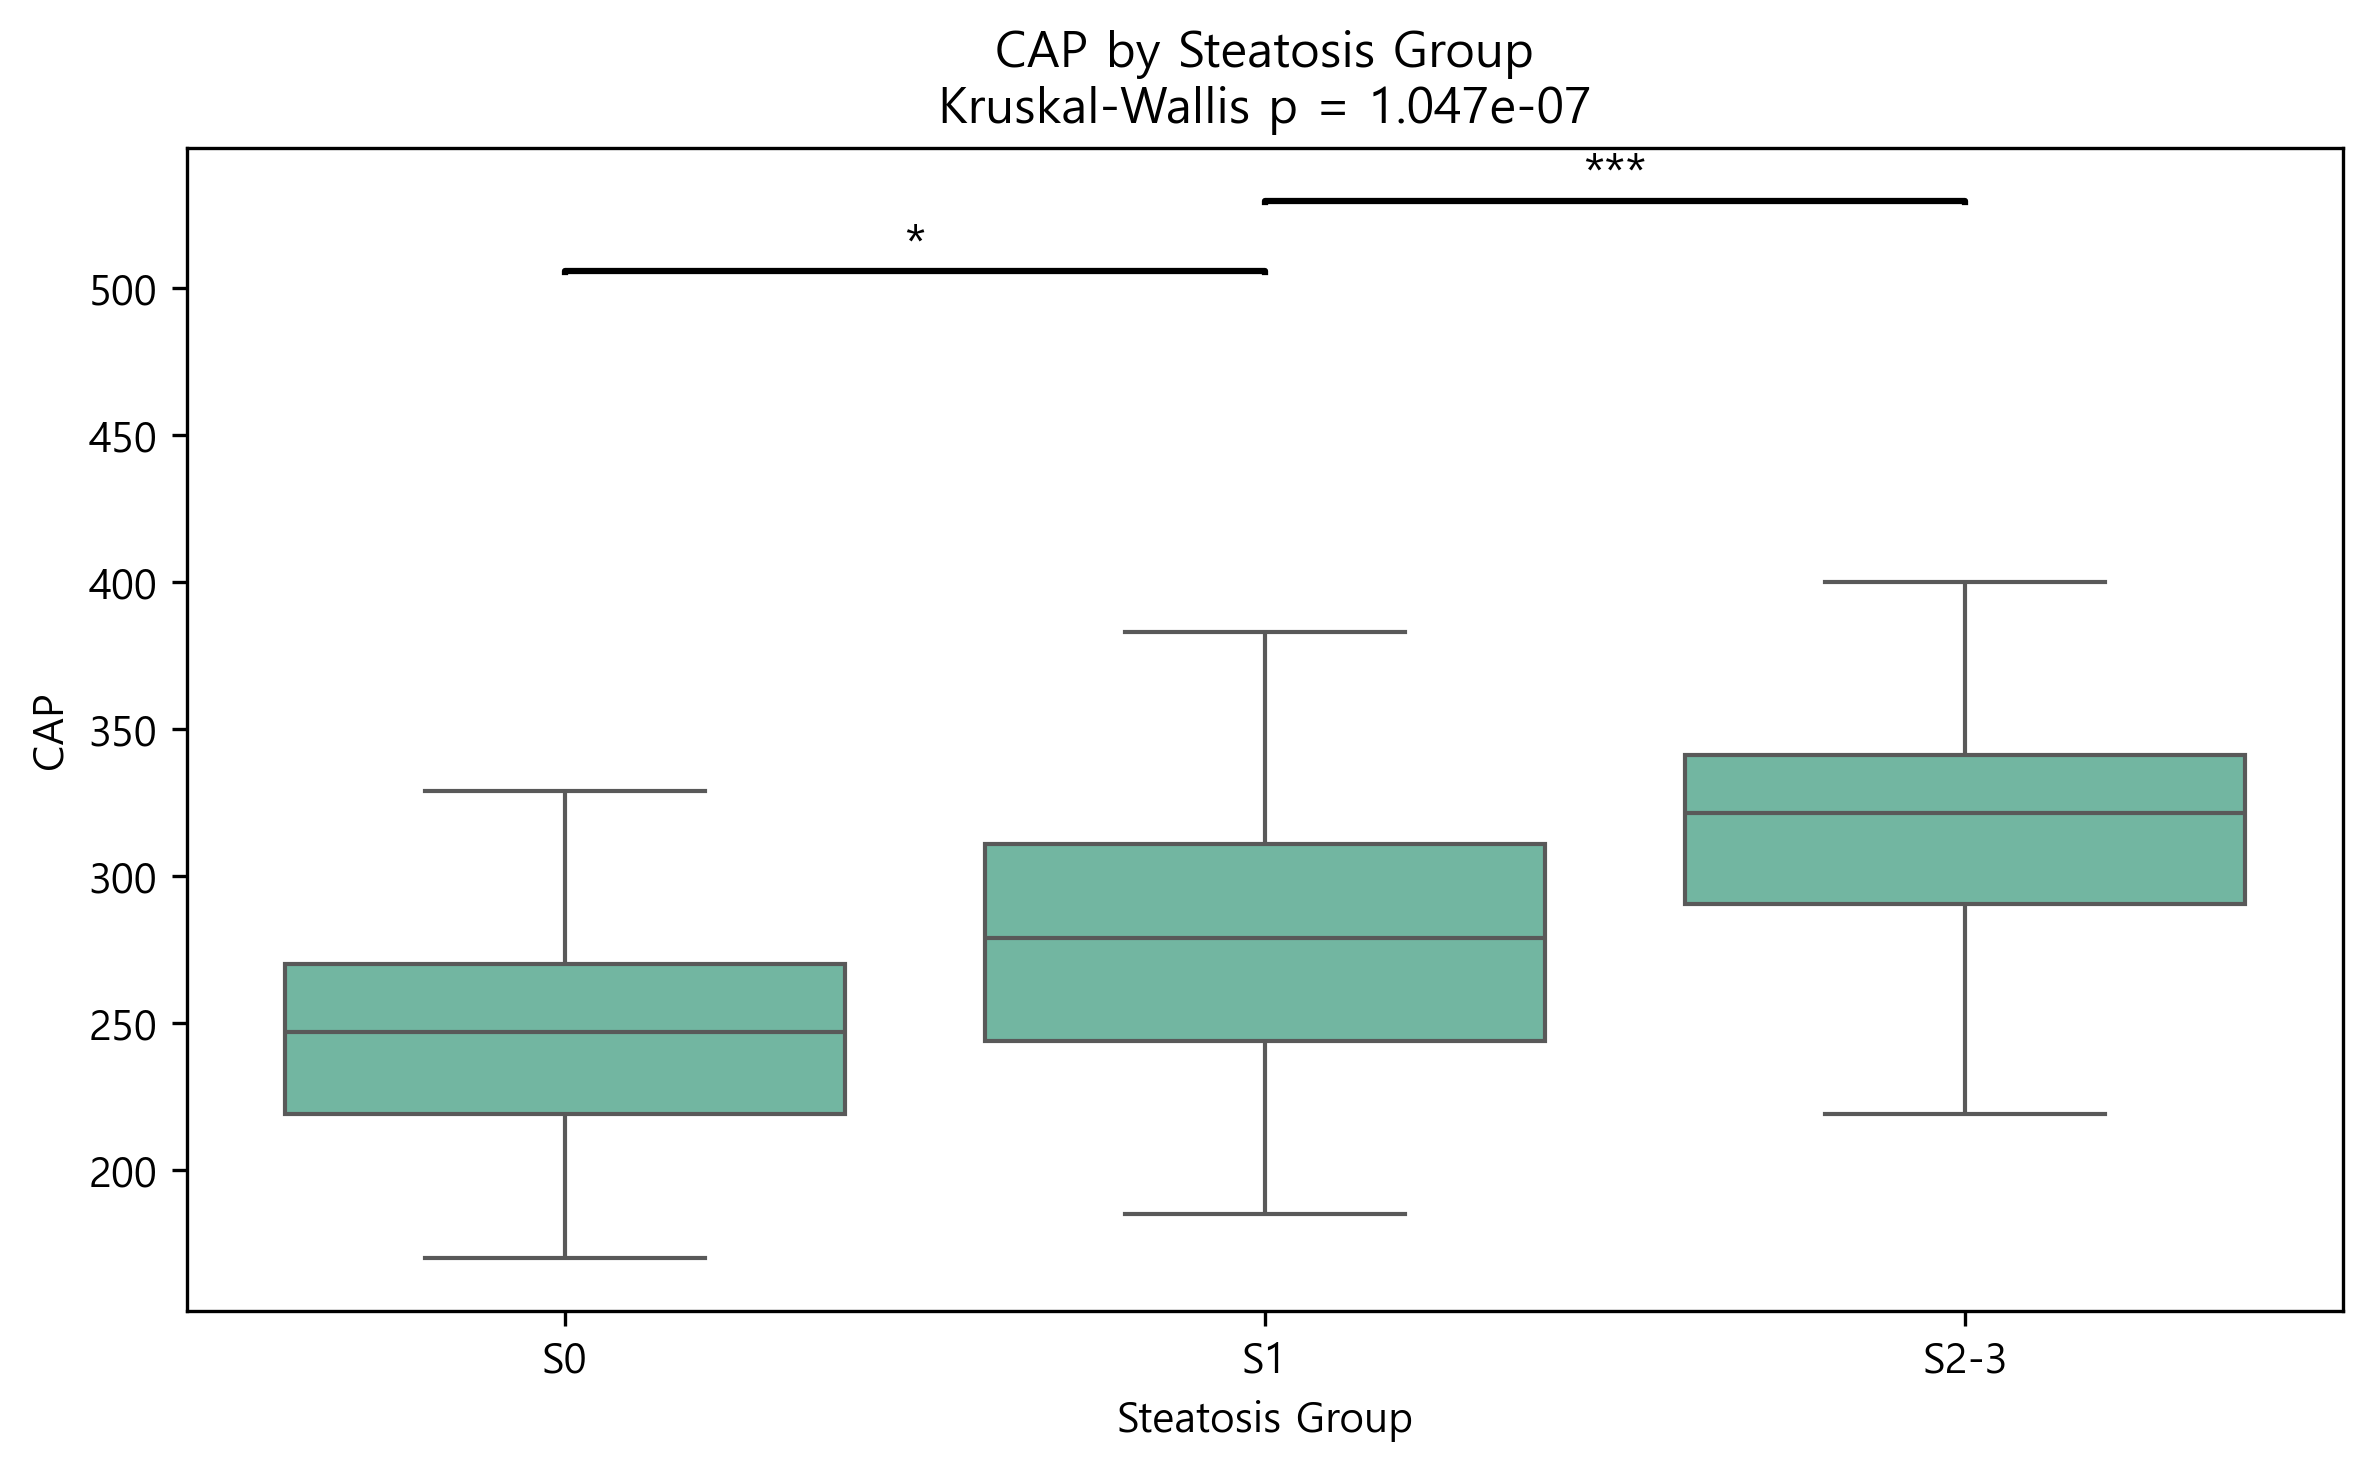 CAP by Steatosis Group
Kruskal-Wallis p = 1.047e-07
***
*
500
450
400
350
300
250
200
CAP
S0
S1
S2-3
Steatosis Group